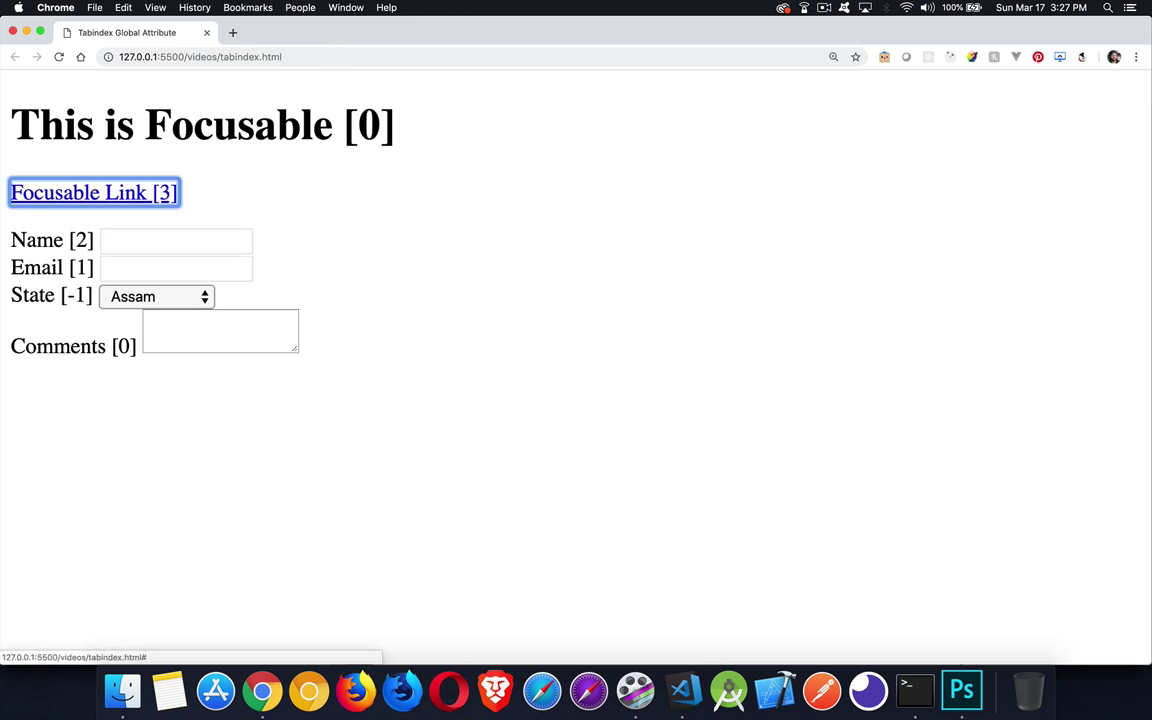 Chrome File Edit View History Bookmarks People Window Help 100% Sun Mar 17 3:27 PM
Tabindex Global Attribute
127.0.0.1:5500/videos/tabindex.html
This is Focusable [0]
Focusable Link [3]
Name [2]
Email [1]
State [-1] Assam
Comments [0]
127.0.0.1:5500/videos/tabindex.html#
>_ Ps